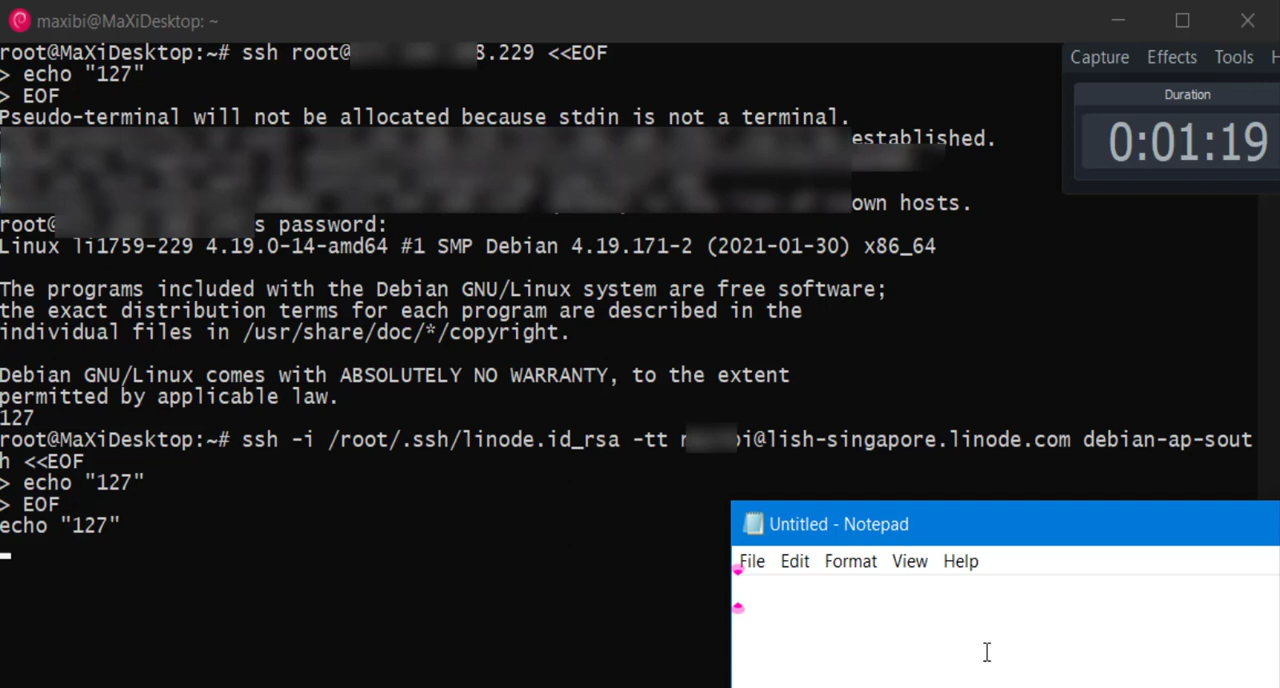 maxibi@MaXiDesktop: ~
root@MaXiDesktop:~# ssh root@ 8.229 <<EOF
> echo "127"
> EOF
Pseudo-terminal will not be allocated because stdin is not a terminal.
established.
own hosts.
root@ s password:
Linux li1759-229 4.19.0-14-amd64 #1 SMP Debian 4.19.171-2 (2021-01-30) x86_64
The programs included with the Debian GNU/Linux system are free software;
the exact distribution terms for each program are described in the
individual files in /usr/share/doc/*/copyright.
Debian GNU/Linux comes with ABSOLUTELY NO WARRANTY, to the extent
permitted by applicable law.
127
root@MaXiDesktop:~# ssh -i /root/.ssh/linode.id_rsa -tt bi@lish-singapore.linode.com debian-ap-sout
h <<EOF
> echo "127"
> EOF
echo "127"
Capture Effects Tools H
Duration
0:01:19
Untitled - Notepad
File Edit Format View Help